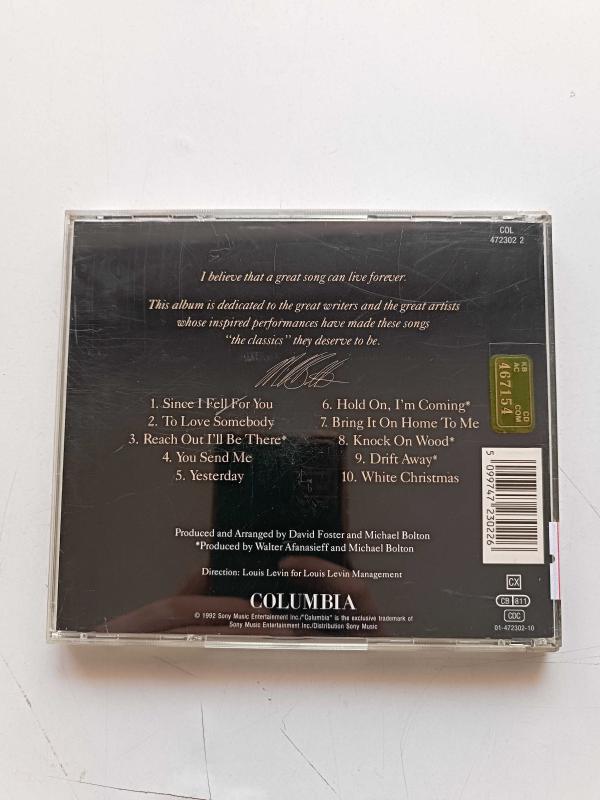 COL
472302 2
I believe that a great song can live forever.
This album is dedicated to the great writers and the great artists
whose inspired performances have made these songs
"the classics" they deserve to be.
1. Since I Fell For You
2. To Love Somebody
3. Reach Out I'll Be There*
4. You Send Me
5. Yesterday
6. Hold On, I'm Coming*
7. Bring It On Home To Me
8. Knock On Wood*
9. Drift Away*
10. White Christmas
KB
AC
467154
CD
COM
5 099747 230226
Produced and Arranged by David Foster and Michael Bolton
*Produced by Walter Afanasieff and Michael Bolton
Direction: Louis Levin for Louis Levin Management
COLUMBIA
© 1992 Sony Music Entertainment Inc./"Columbia" is the exclusive trademark of
Sony Music Entertainment Inc./Distribution Sony Music
CX
CB 811
CDC
01-472302-10